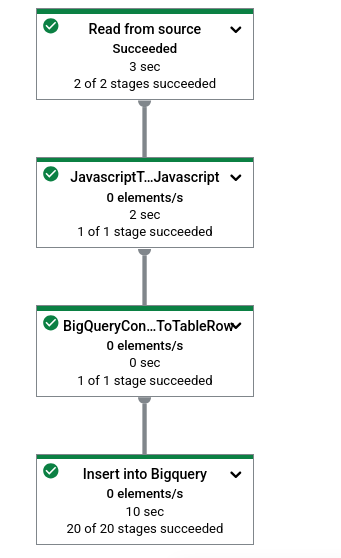 Read from source
Succeeded
3 sec
2 of 2 stages succeeded
JavascriptT...Javascript
0 elements/s
2 sec
1 of 1 stage succeeded
BigQueryCon...ToTableRow
0 elements/s
0 sec
1 of 1 stage succeeded
Insert into Bigquery
0 elements/s
10 sec
20 of 20 stages succeeded